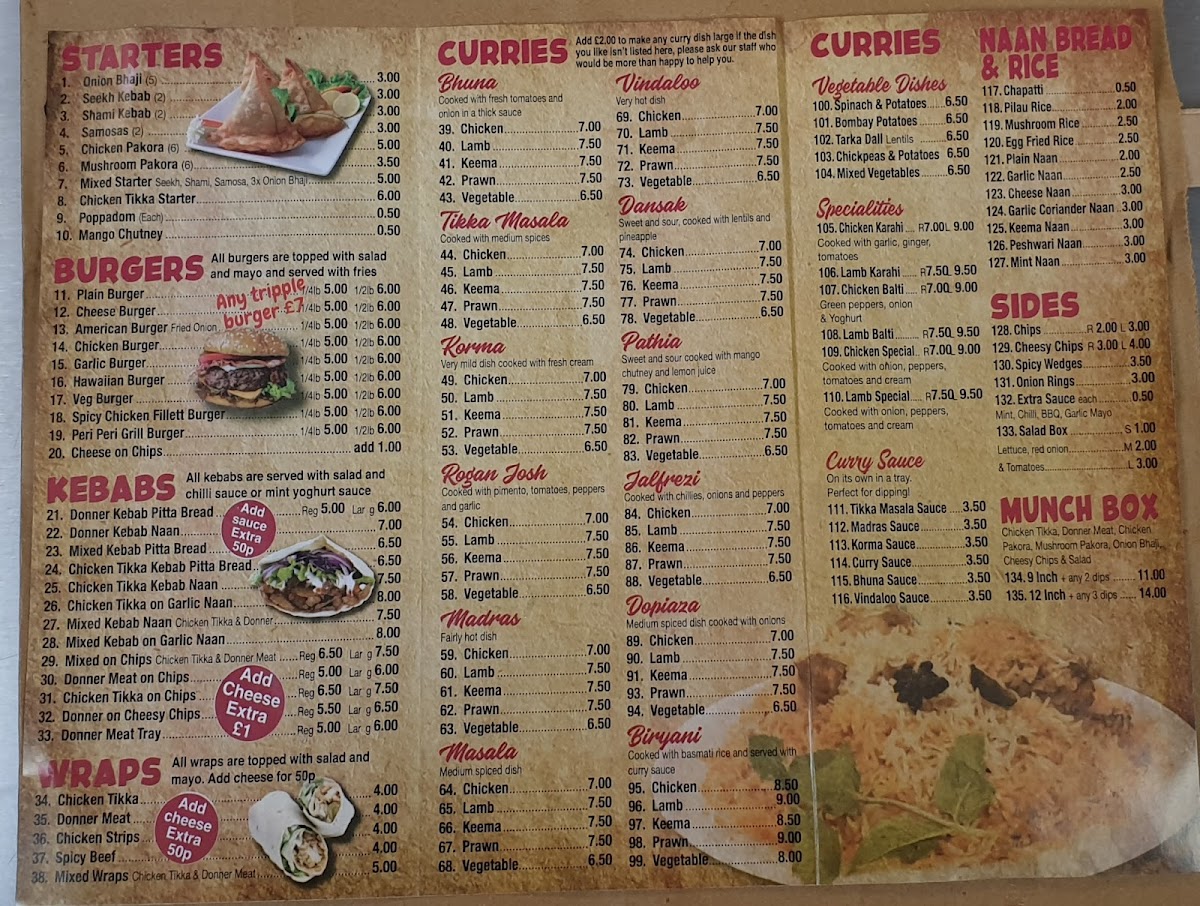 STARTERS
1. Onion Bhaji (5) 3.00
2. Seekh Kebab (2) 3.00
3. Shami Kebab (2) 3.00
4. Samosas (2) 3.00
5. Chicken Pakora (6) 5.00
6. Mushroom Pakora (6) 3.50
7. Mixed Starter Seekh, Shami, Samosa, 3x Onion Bhaji 5.00
8. Chicken Tikka Starter 6.00
9. Poppadom (Each) 0.50
10. Mango Chutney 0.50
BURGERS
All burgers are topped with salad
and mayo and served with fries
Any tripple
burger £7
11. Plain Burger 1/4lb 5.00 1/2lb 6.00
12. Cheese Burger 1/4lb 5.00 1/2lb 6.00
13. American Burger Fried Onion 1/4lb 5.00 1/2lb 6.00
14. Chicken Burger 1/4lb 5.00 1/2lb 6.00
15. Garlic Burger 1/4lb 5.00 1/2lb 6.00
16. Hawaiian Burger 1/4lb 5.00 1/2lb 6.00
17. Veg Burger 1/4lb 5.00 1/2lb 6.00
18. Spicy Chicken Fillett Burger 1/4lb 5.00 1/2lb 6.00
19. Peri Peri Grill Burger 1/4lb 5.00 1/2lb 6.00
20. Cheese on Chips add 1.00
KEBABS
All kebabs are served with salad and
chilli sauce or mint yoghurt sauce
Add
sauce
Extra
50p
21. Donner Kebab Pitta Bread Reg 5.00 Lar g 6.00
22. Donner Kebab Naan 7.00
23. Mixed Kebab Pitta Bread 6.50
24. Chicken Tikka Kebab Pitta Bread 6.50
25. Chicken Tikka Kebab Naan 7.50
26. Chicken Tikka on Garlic Naan 8.00
27. Mixed Kebab Naan Chicken Tikka & Donner 7.50
28. Mixed Kebab on Garlic Naan 8.00
29. Mixed on Chips Chicken Tikka & Donner Meat Reg 6.50 Lar g 7.50
30. Donner Meat on Chips Reg 5.00 Lar g 6.00
31. Chicken Tikka on Chips Reg 6.50 Lar g 7.50
32. Donner on Cheesy Chips Reg 5.50 Lar g 6.50
33. Donner Meat Tray Reg 5.00 Lar g 6.00
Add
Cheese
Extra
£1
WRAPS
All wraps are topped with salad and
mayo. Add cheese for 50p
34. Chicken Tikka 4.00
35. Donner Meat 4.00
36. Chicken Strips 4.00
37. Spicy Beef 4.00
38. Mixed Wraps Chicken Tikka & Donner Meat 5.00
Add
cheese
Extra
50p
CURRIES
Add £2.00 to make any curry dish large if the dish
you like isn't listed here, please ask our staff who
would be more than happy to help you.
Bhuna
Cooked with fresh tomatoes and
onion in a thick sauce
39. Chicken 7.00
40. Lamb 7.50
41. Keema 7.50
42. Prawn 7.50
43. Vegetable 6.50
Tikka Masala
Cooked with medium spices
44. Chicken 7.00
45. Lamb 7.50
46. Keema 7.50
47. Prawn 7.50
48. Vegetable 6.50
Korma
Very mild dish cooked with fresh cream
49. Chicken 7.00
50. Lamb 7.50
51. Keema 7.50
52. Prawn 7.50
53. Vegetable 6.50
Rogan Josh
Cooked with pimento, tomatoes, peppers
and garlic
54. Chicken 7.00
55. Lamb 7.50
56. Keema 7.50
57. Prawn 7.50
58. Vegetable 6.50
Madras
Fairly hot dish
59. Chicken 7.00
60. Lamb 7.50
61. Keema 7.50
62. Prawn 7.50
63. Vegetable 6.50
Masala
Medium spiced dish
64. Chicken 7.00
65. Lamb 7.50
66. Keema 7.50
67. Prawn 7.50
68. Vegetable 6.50
Vindaloo
Very hot dish
69. Chicken 7.00
70. Lamb 7.50
71. Keema 7.50
72. Prawn 7.50
73. Vegetable 6.50
Dansak
Sweet and sour, cooked with lentils and
pineapple
74. Chicken 7.00
75. Lamb 7.50
76. Keema 7.50
77. Prawn 7.50
78. Vegetable 6.50
Pathia
Sweet and sour cooked with mango
chutney and lemon juice
79. Chicken 7.00
80. Lamb 7.50
81. Keema 7.50
82. Prawn 7.50
83. Vegetable 6.50
Jalfrezi
Cooked with chillies, onions and peppers
84. Chicken 7.00
85. Lamb 7.50
86. Keema 7.50
87. Prawn 7.50
88. Vegetable 6.50
Dopiaza
Medium spiced dish cooked with onions
89. Chicken 7.00
90. Lamb 7.50
91. Keema 7.50
93. Prawn 7.50
94. Vegetable 6.50
Biryani
Cooked with basmati rice and served with
curry sauce
95. Chicken 8.50
96. Lamb 9.00
97. Keema 8.50
98. Prawn 9.00
99. Vegetable 8.00
CURRIES
Vegetable Dishes
100. Spinach & Potatoes 6.50
101. Bombay Potatoes 6.50
102. Tarka Dall Lentils 6.50
103. Chickpeas & Potatoes 6.50
104. Mixed Vegetables 6.50
Specialities
105. Chicken Karahi R7.00 L 9.00
Cooked with garlic, ginger,
tomatoes
106. Lamb Karahi R7.50 L 9.50
107. Chicken Balti R7.00 L 9.00
Green peppers, onion
& Yoghurt
108. Lamb Balti R7.50 L 9.50
109. Chicken Special R7.00 L 9.00
Cooked with onion, peppers,
tomatoes and cream
110. Lamb Special R7.50 L 9.50
Cooked with onion, peppers,
tomatoes and cream
Curry Sauce
On its own in a tray.
Perfect for dipping!
111. Tikka Masala Sauce 3.50
112. Madras Sauce 3.50
113. Korma Sauce 3.50
114. Curry Sauce 3.50
115. Bhuna Sauce 3.50
116. Vindaloo Sauce 3.50
NAAN BREAD
& RICE
117. Chapatti 0.50
118. Pilau Rice 2.00
119. Mushroom Rice 2.50
120. Egg Fried Rice 2.50
121. Plain Naan 2.00
122. Garlic Naan 2.50
123. Cheese Naan 3.00
124. Garlic Coriander Naan 3.00
125. Keema Naan 3.00
126. Peshwari Naan 3.00
127. Mint Naan 3.00
SIDES
128. Chips R 2.00 L 3.00
129. Cheesy Chips R 3.00 L 4.00
130. Spicy Wedges 3.50
131. Onion Rings 3.00
132. Extra Sauce each 0.50
Mint, Chilli, BBQ, Garlic Mayo
133. Salad Box S 1.00
Lettuce, red onion M 2.00
& Tomatoes L 3.00
MUNCH BOX
Chicken Tikka, Donner Meat, Chicken
Pakora, Mushroom Pakora, Onion Bhaji,
Cheesy Chips & Salad
134. 9 Inch + any 2 dips 11.00
135. 12 Inch + any 3 dips 14.00